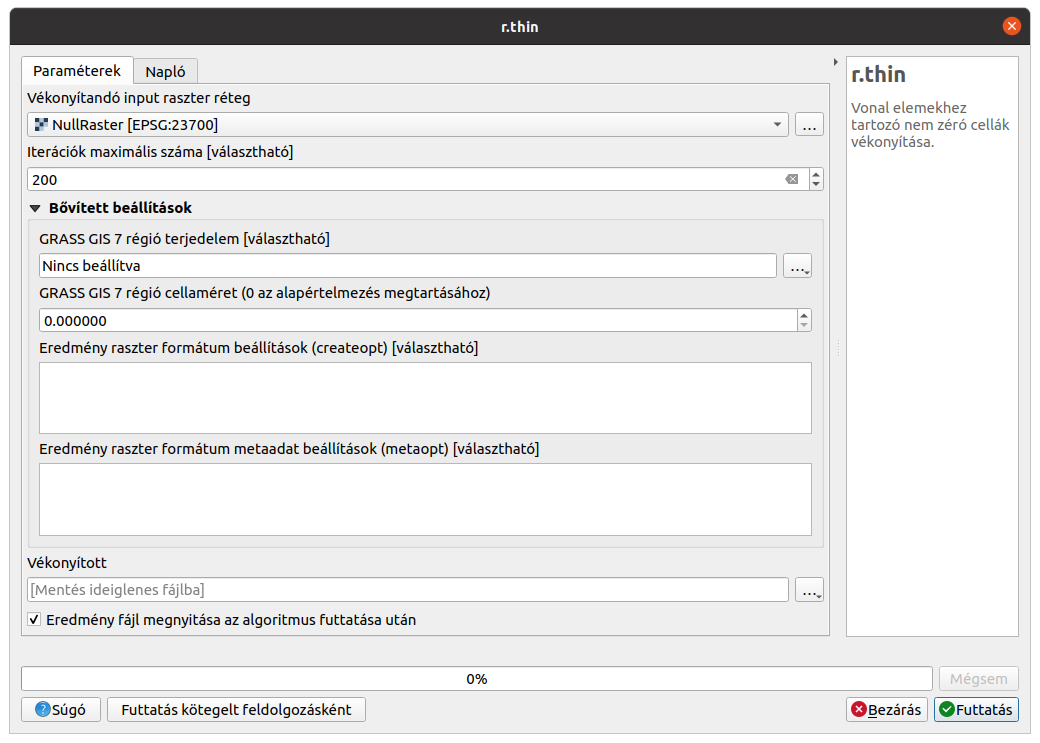 r.thin
Paraméterek
Napló
Vékonyítandó input raszter réteg
NullRaster [EPSG:23700]
...
Iterációk maximális száma [választható]
200
Bővített beállítások
GRASS GIS 7 régió terjedelem [választható]
Nincs beállítva
...
GRASS GIS 7 régió cellaméret (0 az alapértelmezés megtartásához)
0.000000
Eredmény raszter formátum beállítások (createopt) [választható]
Eredmény raszter formátum metaadat beállítások (metaopt) [választható]
Vékonyított
[Mentés ideiglenes fájlba]
...
Eredmény fájl megnyitása az algoritmus futtatása után
r.thin
Vonal elemekhez
tartozó nem zéró cellák
vékonyítása.
0%
Mégsem
Súgó
Futtatás kötegelt feldolgozásként
Bezárás
Futtatás